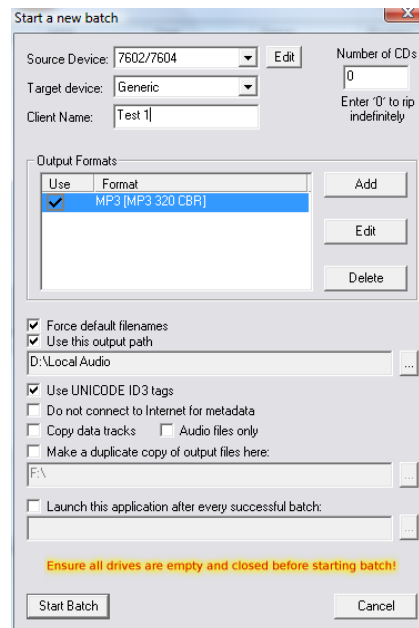 Start a new batch
Source Device: 7602/7604 Edit
Number of CDs
0
Enter '0' to rip
indefinitely
Target device: Generic
Client Name: Test 1
Output Formats
Use Format
MP3 [MP3 320 CBR]
Add
Edit
Delete
Force default filenames
Use this output path
D:\Local Audio ...
Use UNICODE ID3 tags
Do not connect to Internet for metadata
Copy data tracks Audio files only
Make a duplicate copy of output files here:
F:\ ...
Launch this application after every successful batch:
...
Ensure all drives are empty and closed before starting batch!
Start Batch Cancel